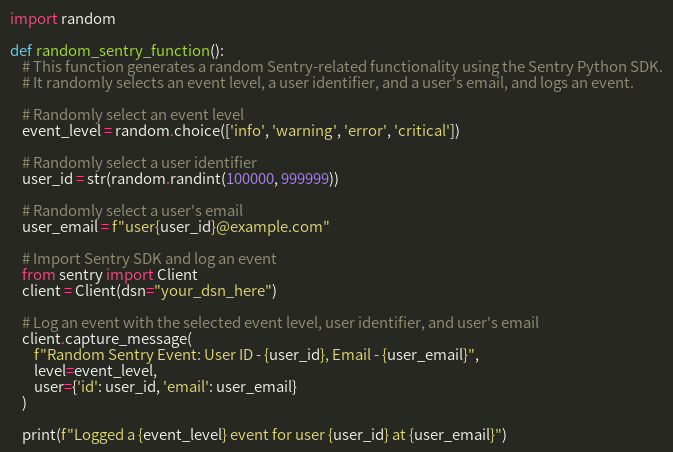 import random
def random_sentry_function():
# This function generates a random Sentry-related functionality using the Sentry Python SDK.
# It randomly selects an event level, a user identifier, and a user's email, and logs an event.
# Randomly select an event level
event_level = random.choice(['info', 'warning', 'error', 'critical'])
# Randomly select a user identifier
user_id = str(random.randint(100000, 999999))
# Randomly select a user's email
user_email = f"user{user_id}@example.com"
# Import Sentry SDK and log an event
from sentry import Client
client = Client(dsn="your_dsn_here")
# Log an event with the selected event level, user identifier, and user's email
client.capture_message(
f"Random Sentry Event: User ID - {user_id}, Email - {user_email}",
level=event_level,
user={'id': user_id, 'email': user_email}
)
print(f"Logged a {event_level} event for user {user_id} at {user_email}")